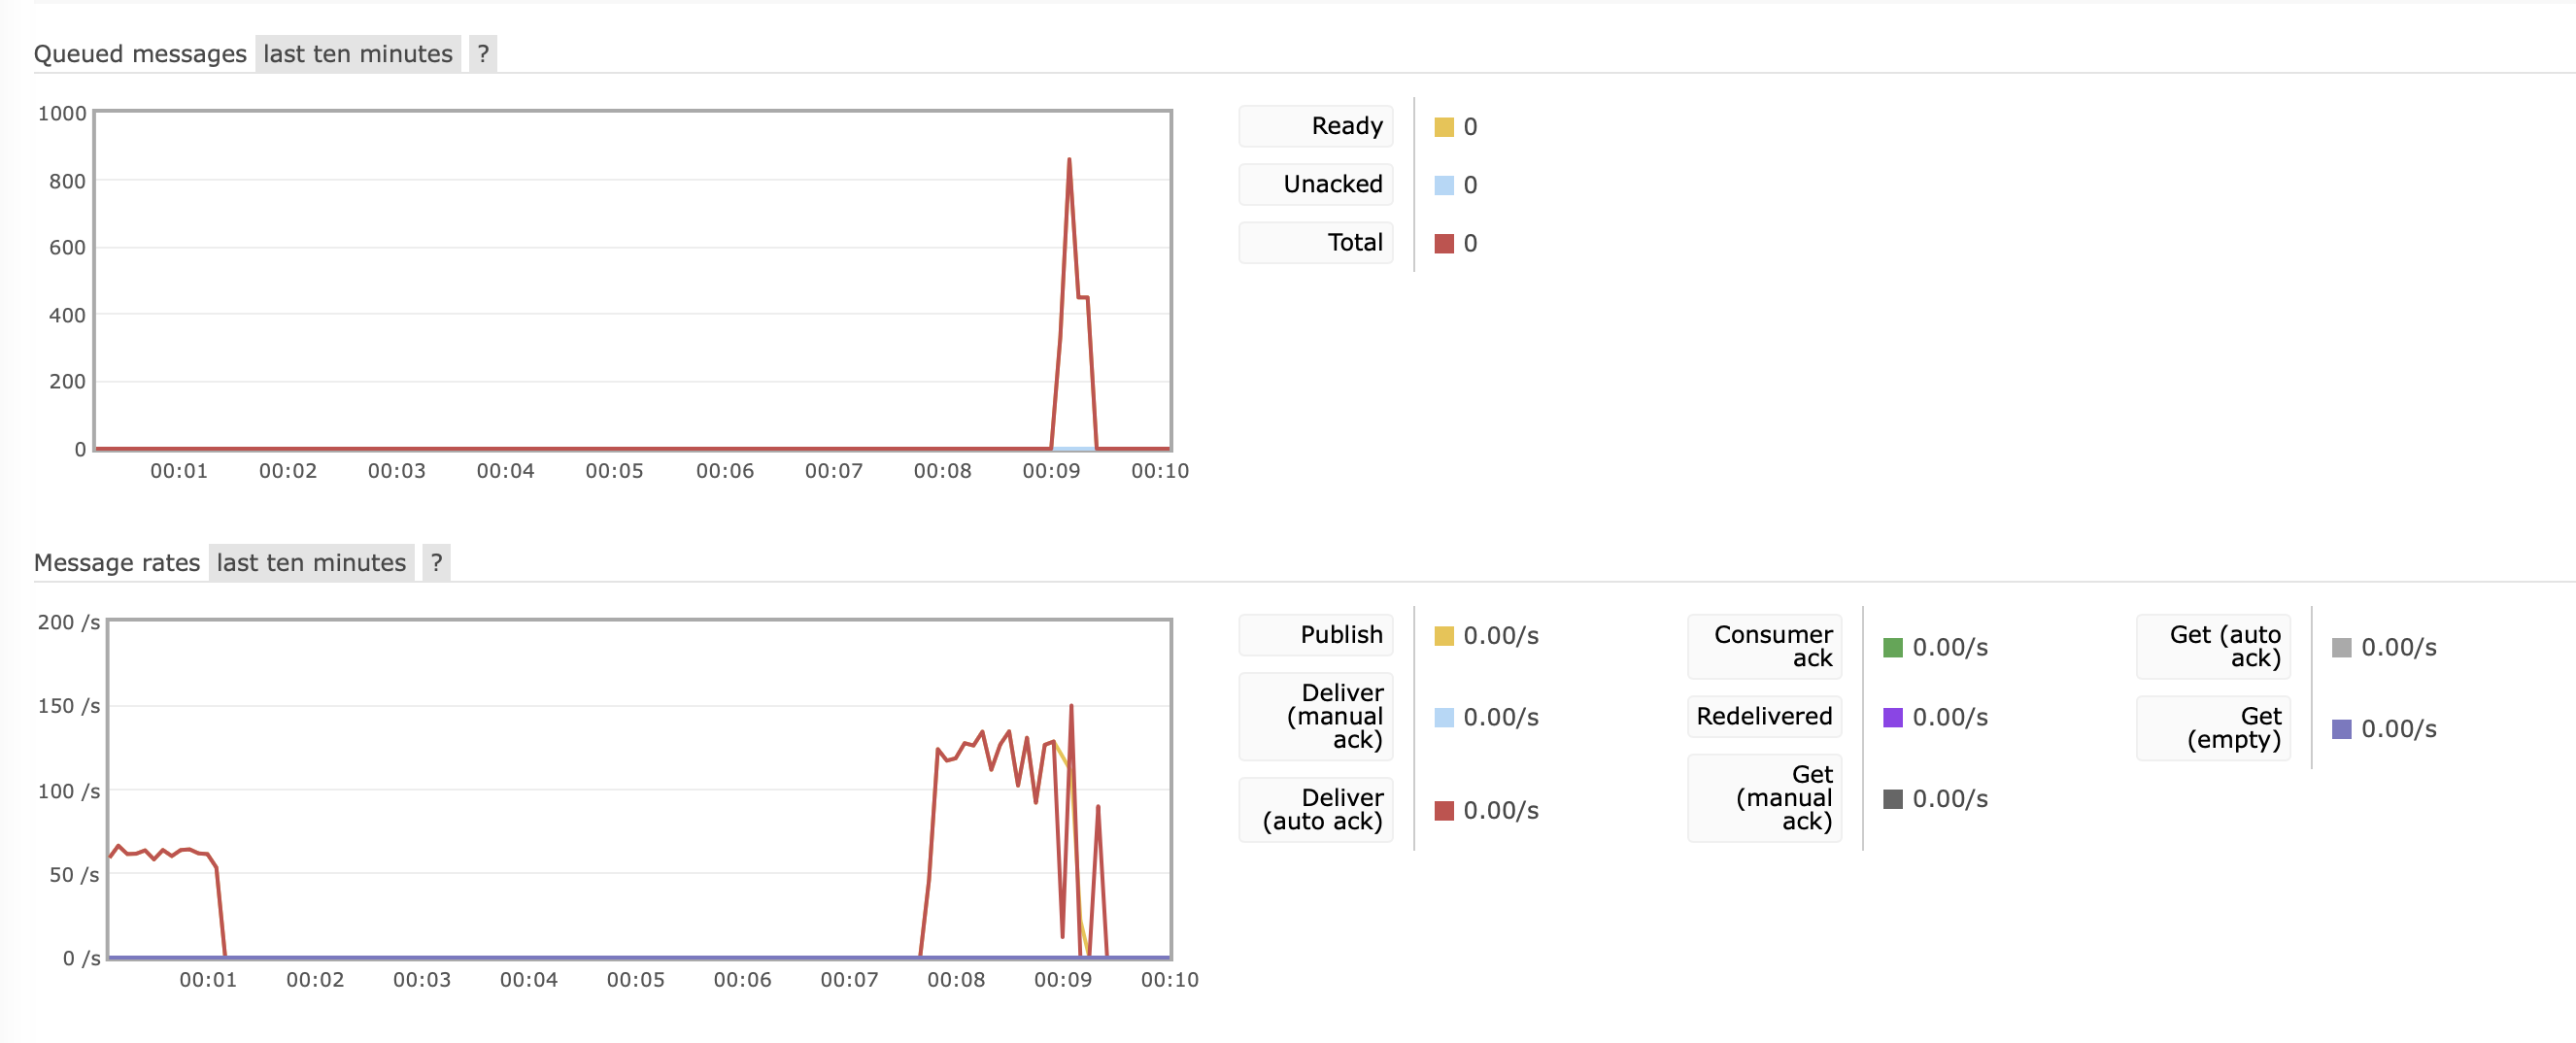 Queued messages last ten minutes ?
1000
800
600
400
200
0
00:01 00:02 00:03 00:04 00:05 00:06 00:07 00:08 00:09 00:10
Ready 0
Unacked 0
Total 0
Message rates last ten minutes ?
200 /s
150 /s
100 /s
50 /s
0 /s
00:01 00:02 00:03 00:04 00:05 00:06 00:07 00:08 00:09 00:10
Publish 0.00/s
Deliver
(manual
ack) 0.00/s
Deliver
(auto ack) 0.00/s
Consumer
ack 0.00/s
Redelivered 0.00/s
Get
(manual
ack) 0.00/s
Get (auto
ack) 0.00/s
Get
(empty) 0.00/s